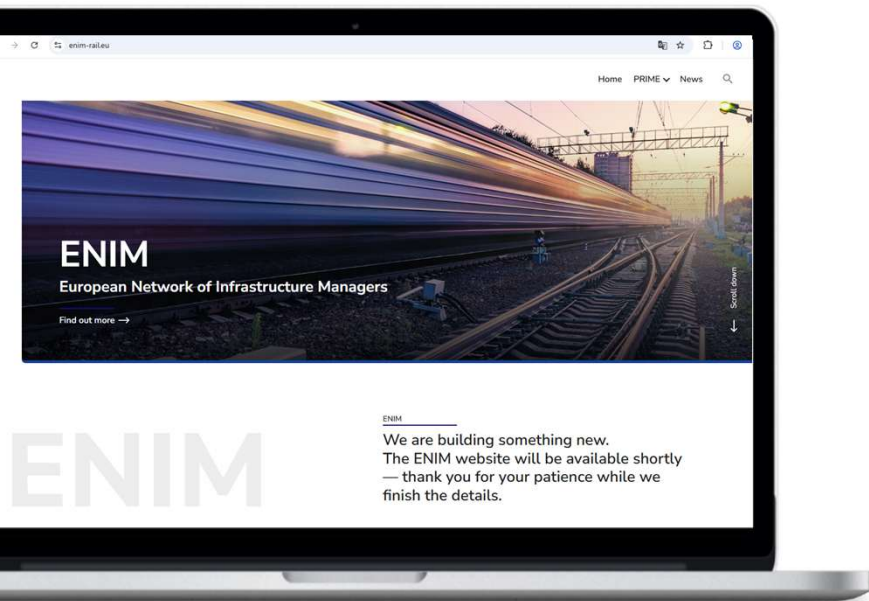 enim-rail.eu
Home PRIME News
ENIM
European Network of Infrastructure Managers
Find out more →
Scroll down
ENIM
ENIM
We are building something new.
The ENIM website will be available shortly
— thank you for your patience while we
finish the details.